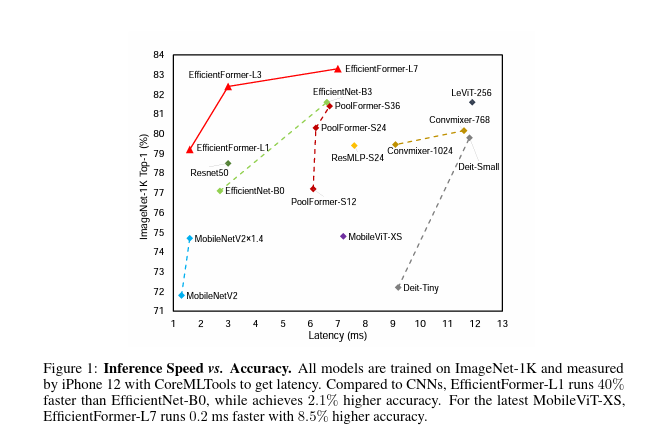 84
83
82
81
80
79
78
77
76
75
74
73
72
71
ImageNet-1K Top-1 (%)
EfficientFormer-L3
EfficientFormer-L7
EfficientNet-B3
LeViT-256
PoolFormer-S36
PoolFormer-S24
Convmixer-768
EfficientFormer-L1
ResMLP-S24
Convmixer-1024
Resnet50
Deit-Small
EfficientNet-B0
PoolFormer-S12
MobileNetV2×1.4
MobileViT-XS
MobileNetV2
Deit-Tiny
1 2 3 4 5 6 7 8 9 10 11 12 13
Latency (ms)
Figure 1: Inference Speed vs. Accuracy. All models are trained on ImageNet-1K and measured
by iPhone 12 with CoreMLTools to get latency. Compared to CNNs, EfficientFormer-L1 runs 40%
faster than EfficientNet-B0, while achieves 2.1% higher accuracy. For the latest MobileViT-XS,
EfficientFormer-L7 runs 0.2 ms faster with 8.5% higher accuracy.